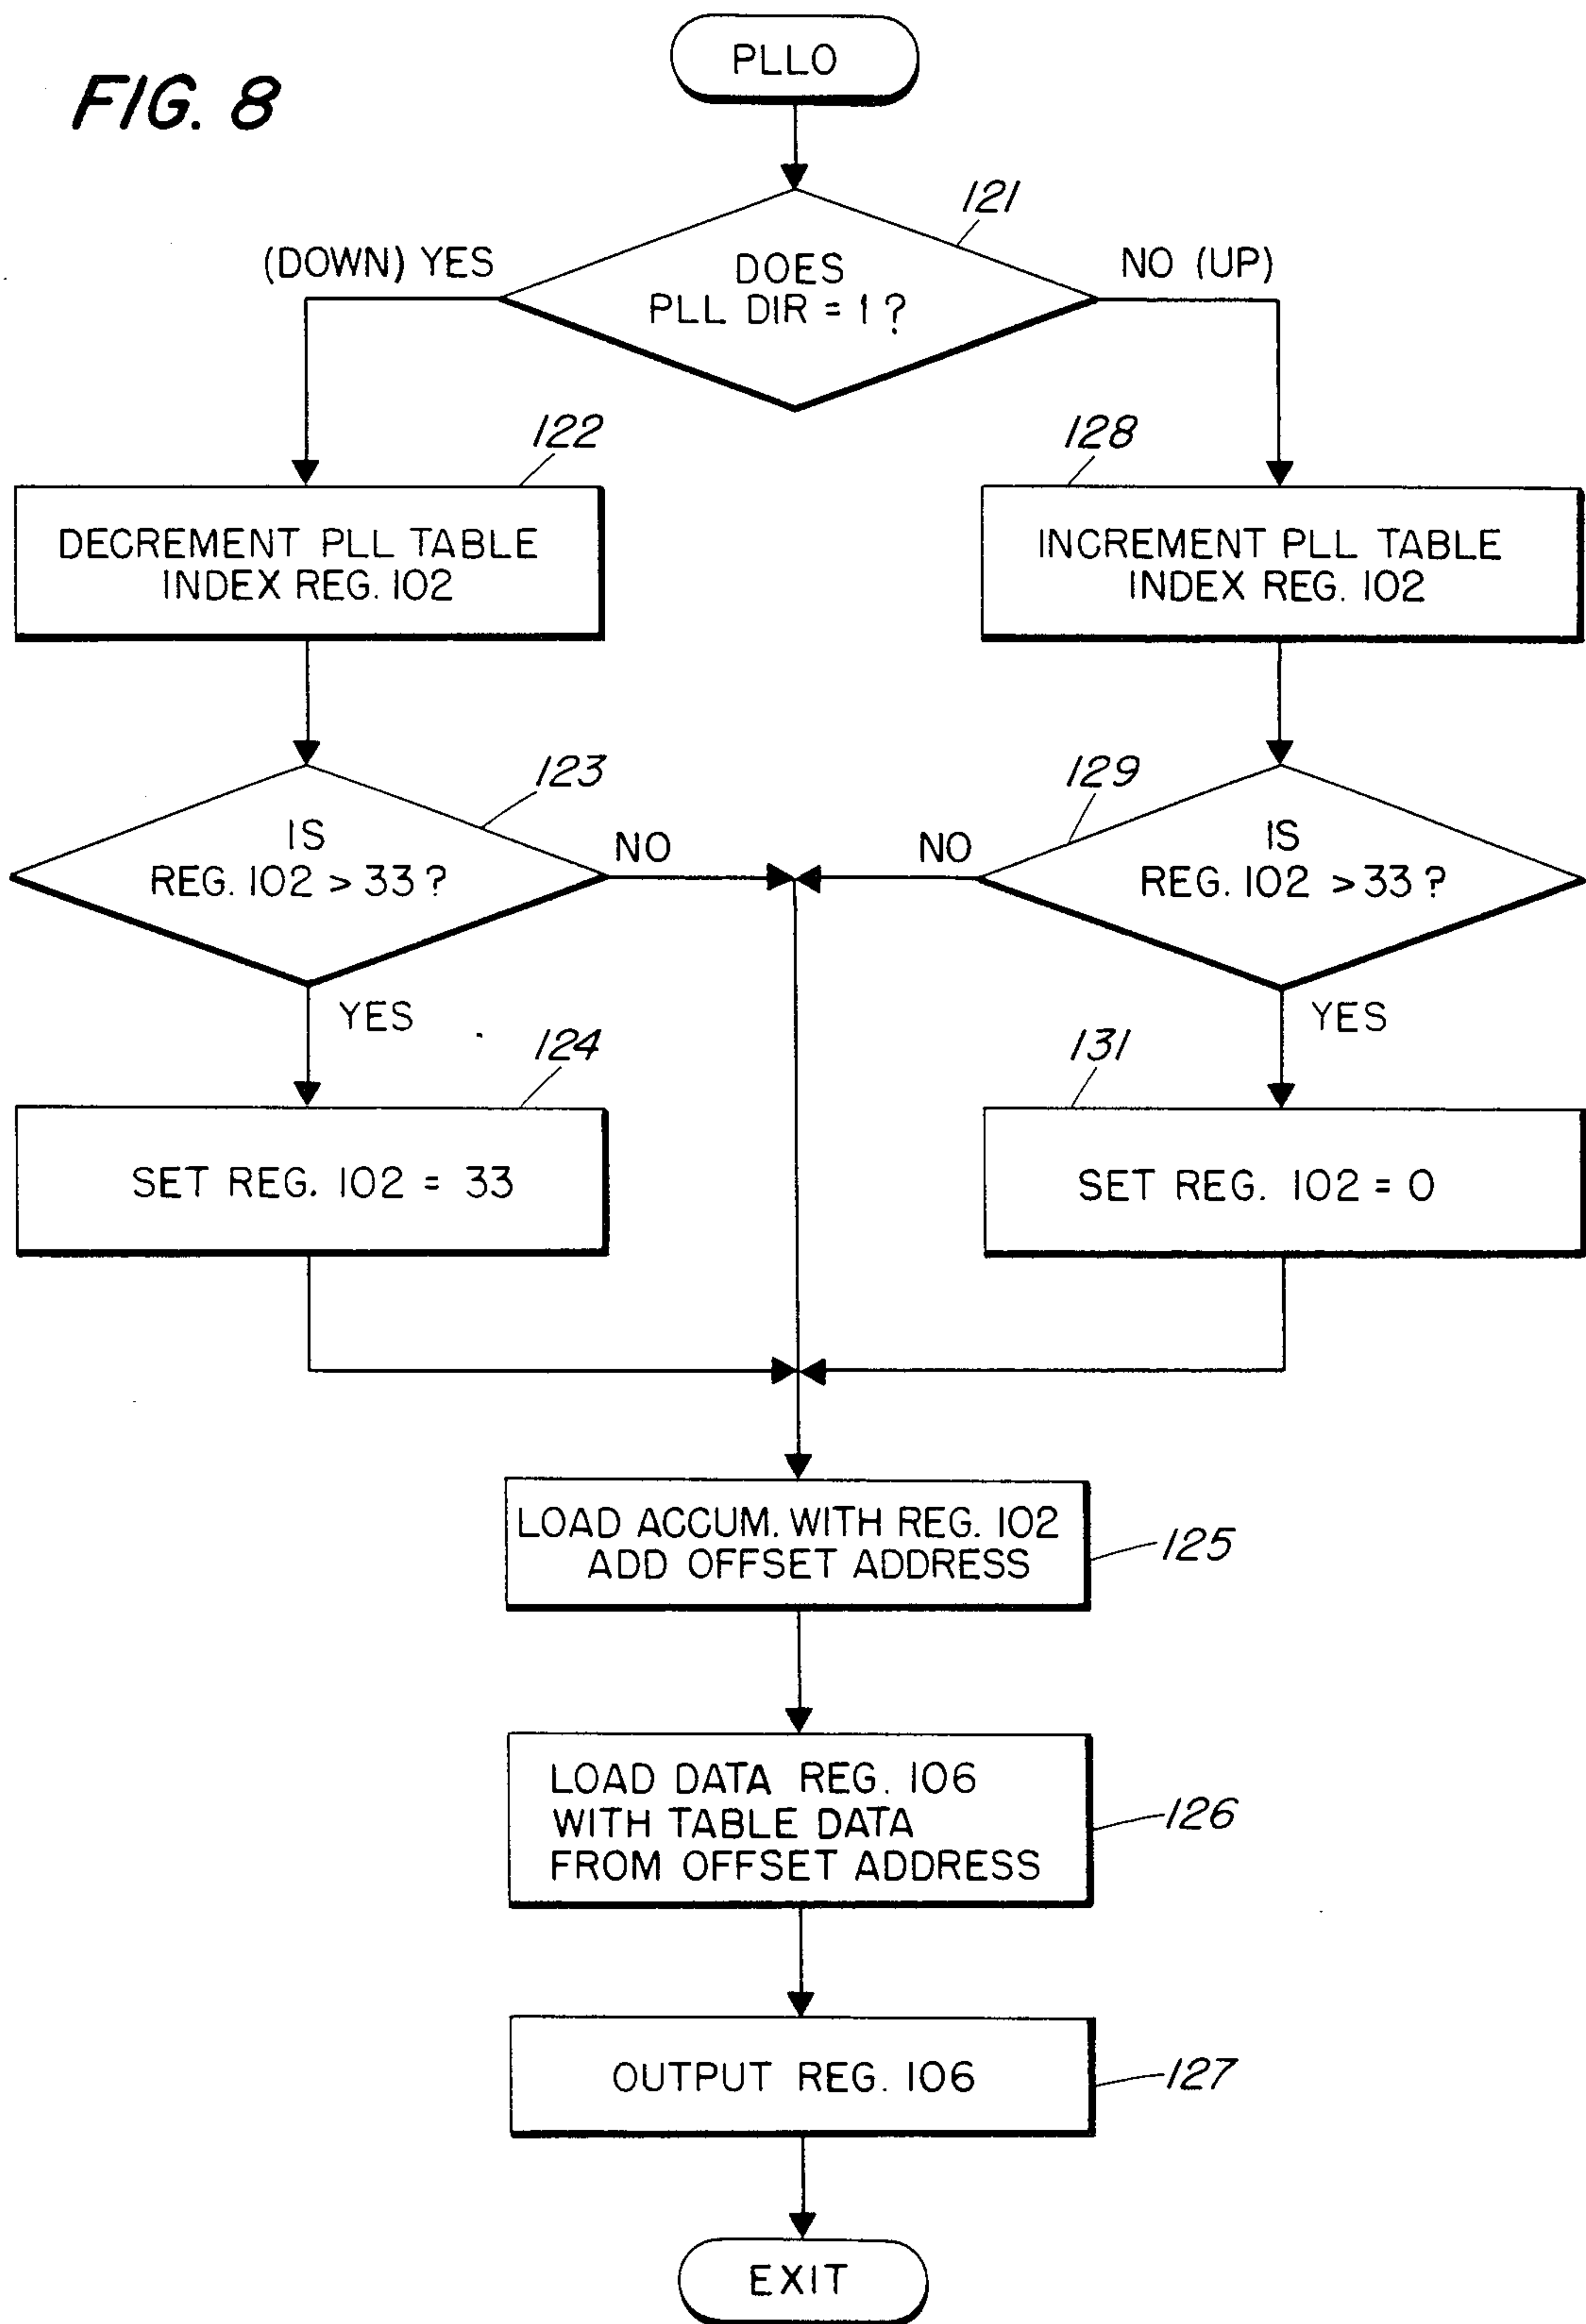 FIG. 8
PLLO
121
(DOWN) YES
DOES
PLL DIR = 1 ?
NO (UP)
122
DECREMENT PLL TABLE
INDEX REG. 102
128
INCREMENT PLL TABLE
INDEX REG. 102
123
IS
REG. 102 > 33 ?
NO
YES
129
NO
IS
REG. 102 > 33 ?
YES
124
SET REG. 102 = 33
131
SET REG. 102 = 0
LOAD ACCUM. WITH REG. 102
ADD OFFSET ADDRESS
125
LOAD DATA REG. 106
WITH TABLE DATA
FROM OFFSET ADDRESS
126
OUTPUT REG. 106
127
EXIT